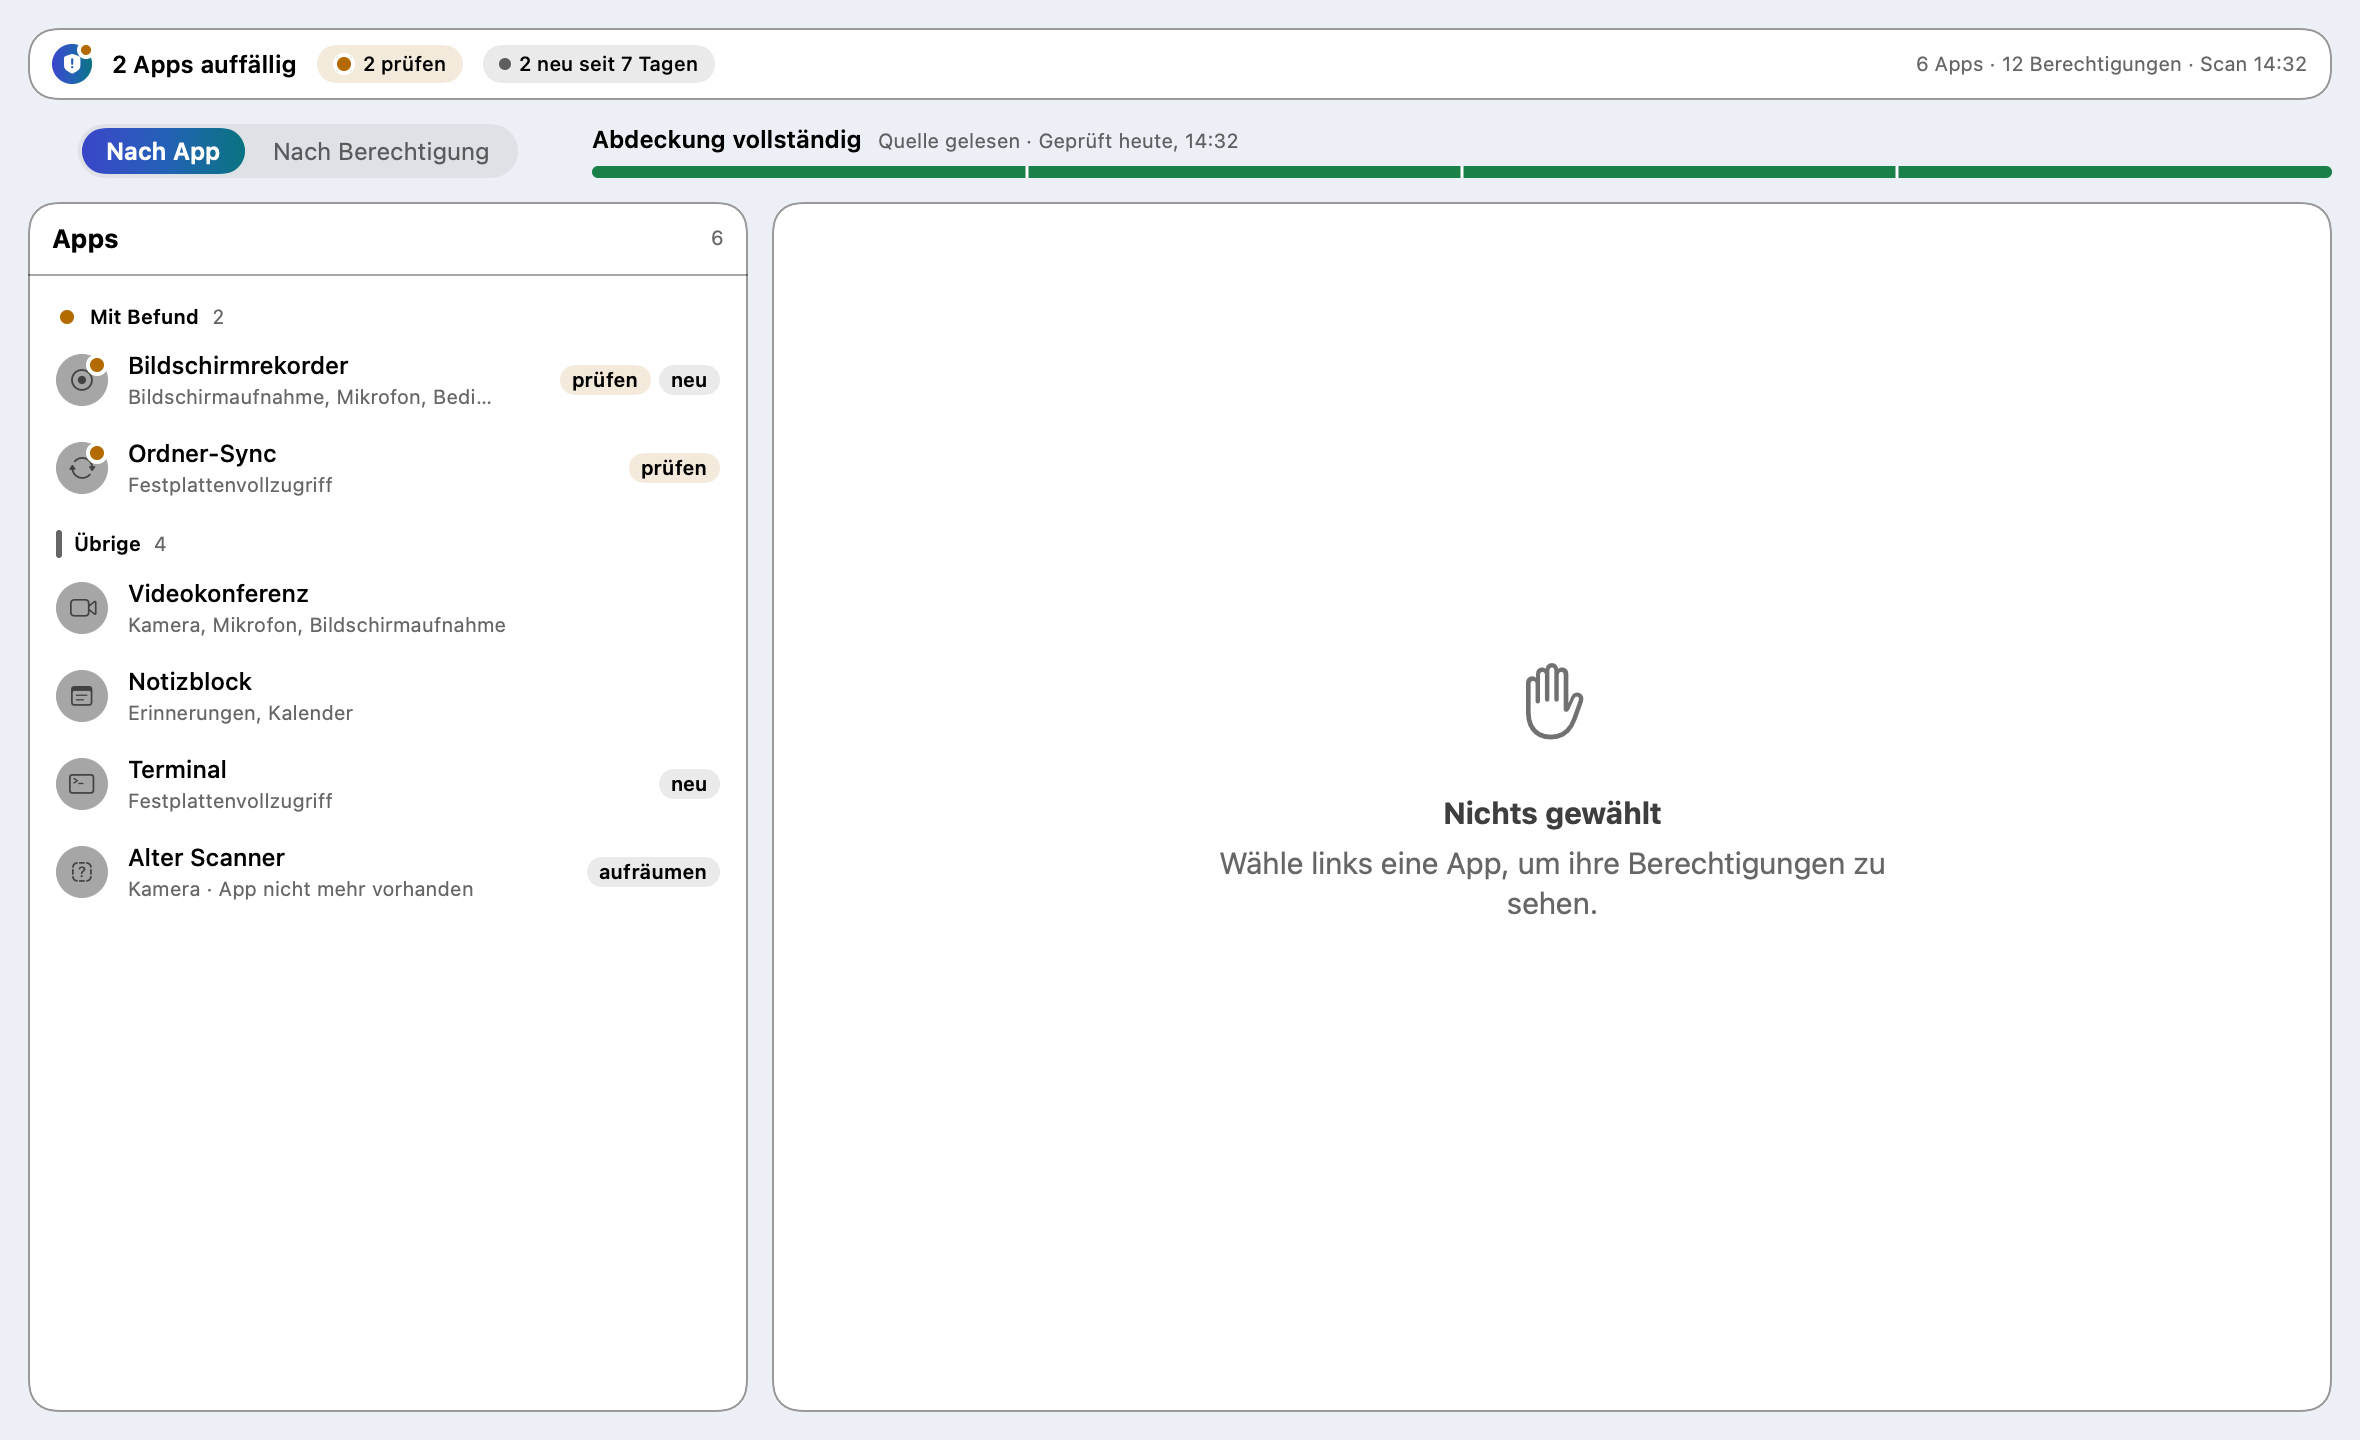 2 Apps auffällig
2 prüfen
2 neu seit 7 Tagen
6 Apps · 12 Berechtigungen · Scan 14:32
Nach App
Nach Berechtigung
Abdeckung vollständig
Quelle gelesen · Geprüft heute, 14:32
Apps
6
Mit Befund 2
Bildschirmrekorder
Bildschirmaufnahme, Mikrofon, Bedi...
prüfen
neu
Ordner-Sync
Festplattenvollzugriff
prüfen
Übrige 4
Videokonferenz
Kamera, Mikrofon, Bildschirmaufnahme
Notizblock
Erinnerungen, Kalender
Terminal
Festplattenvollzugriff
neu
Alter Scanner
Kamera · App nicht mehr vorhanden
aufräumen
Nichts gewählt
Wähle links eine App, um ihre Berechtigungen zu
sehen.